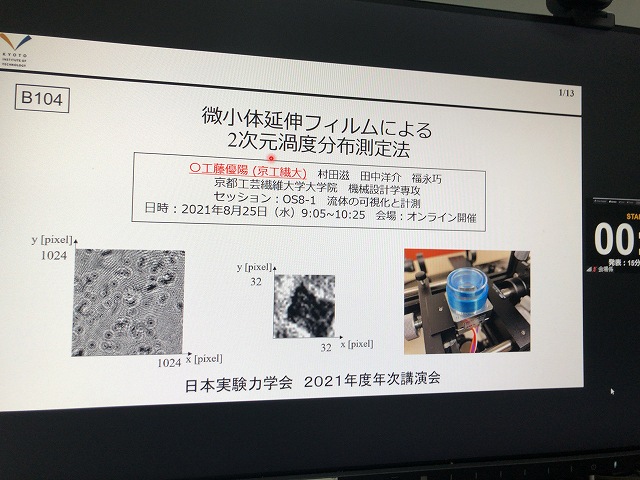 KYOTO
INSTITUTE OF
TECHNOLOGY
1/13
B104
微小体延伸フィルムによる
2次元渦度分布測定法
〇工藤優陽 (京工繊大) 村田滋 田中洋介 福永巧
京都工芸繊維大学大学院 機械設計学専攻
セッション：OS8-1 流体の可視化と計測
日時：2021年8月25日（水）9:05~10:25 会場：オンライン開催
y [pixel]
1024
1024 x [pixel]
y [pixel]
32
32 x [pixel]
日本実験力学会 2021年度年次講演会
STAR
00:
発表：15分
会場係